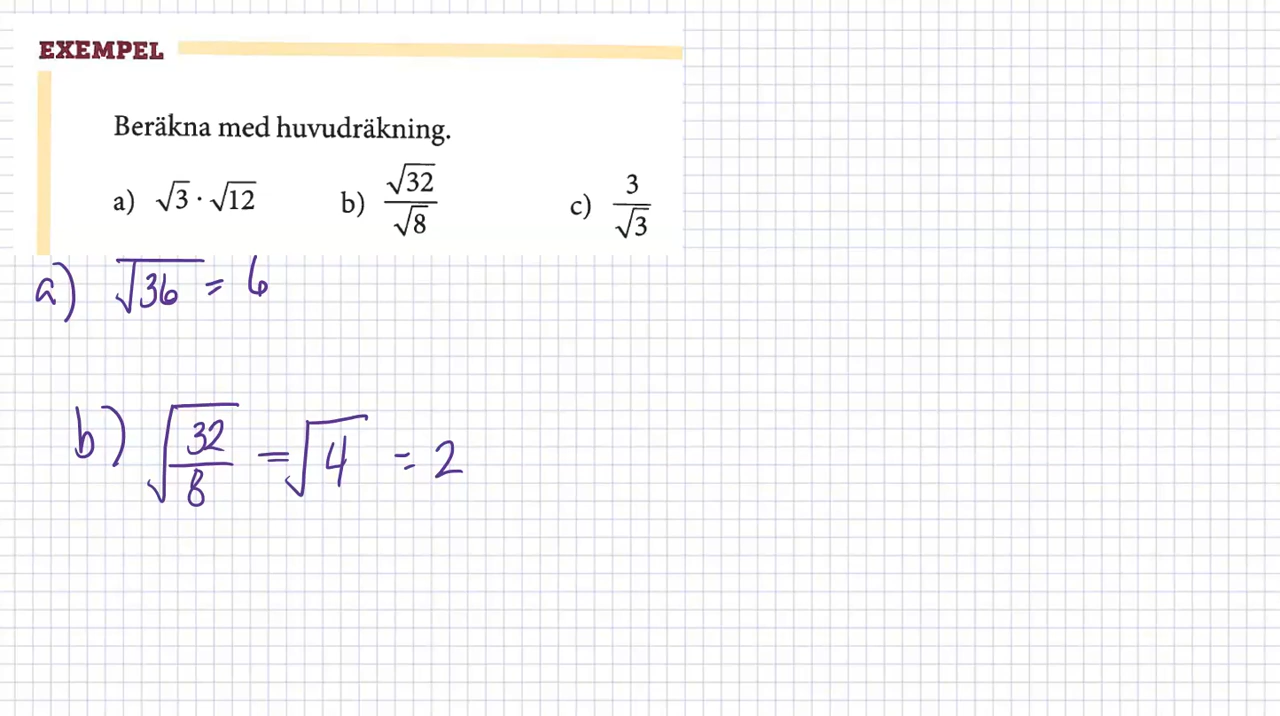 EXEMPEL
Beräkna med huvudräkning.
a) √3 · √12 b) √32/√8 c) 3/√3
a) √36 = 6
b) √(32/8) = √4 = 2